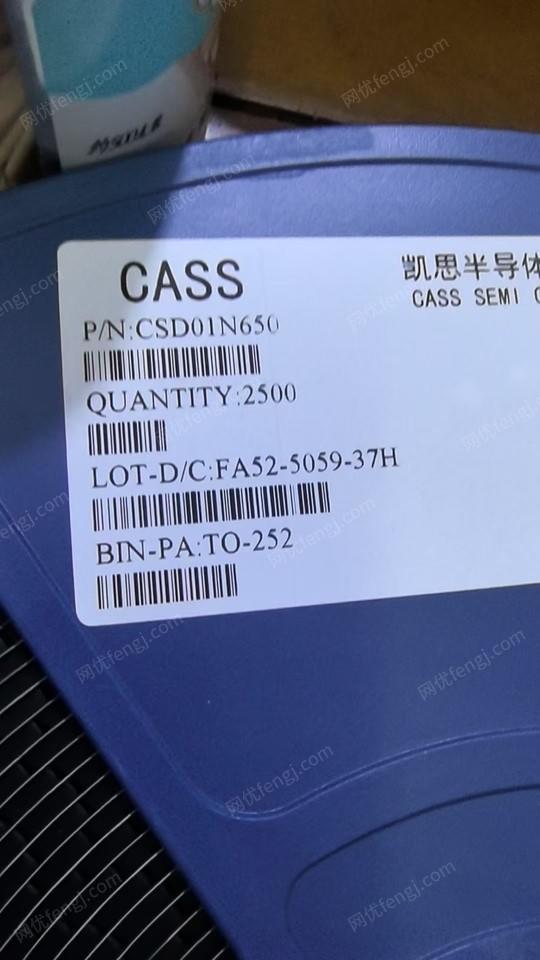 CASS
凯思半导体
CASS SEMI
P/N:CSD01N650
QUANTITY:2500
LOT-D/C:FA52-5059-37H
BIN-PA:TO-252
网优fengj.com